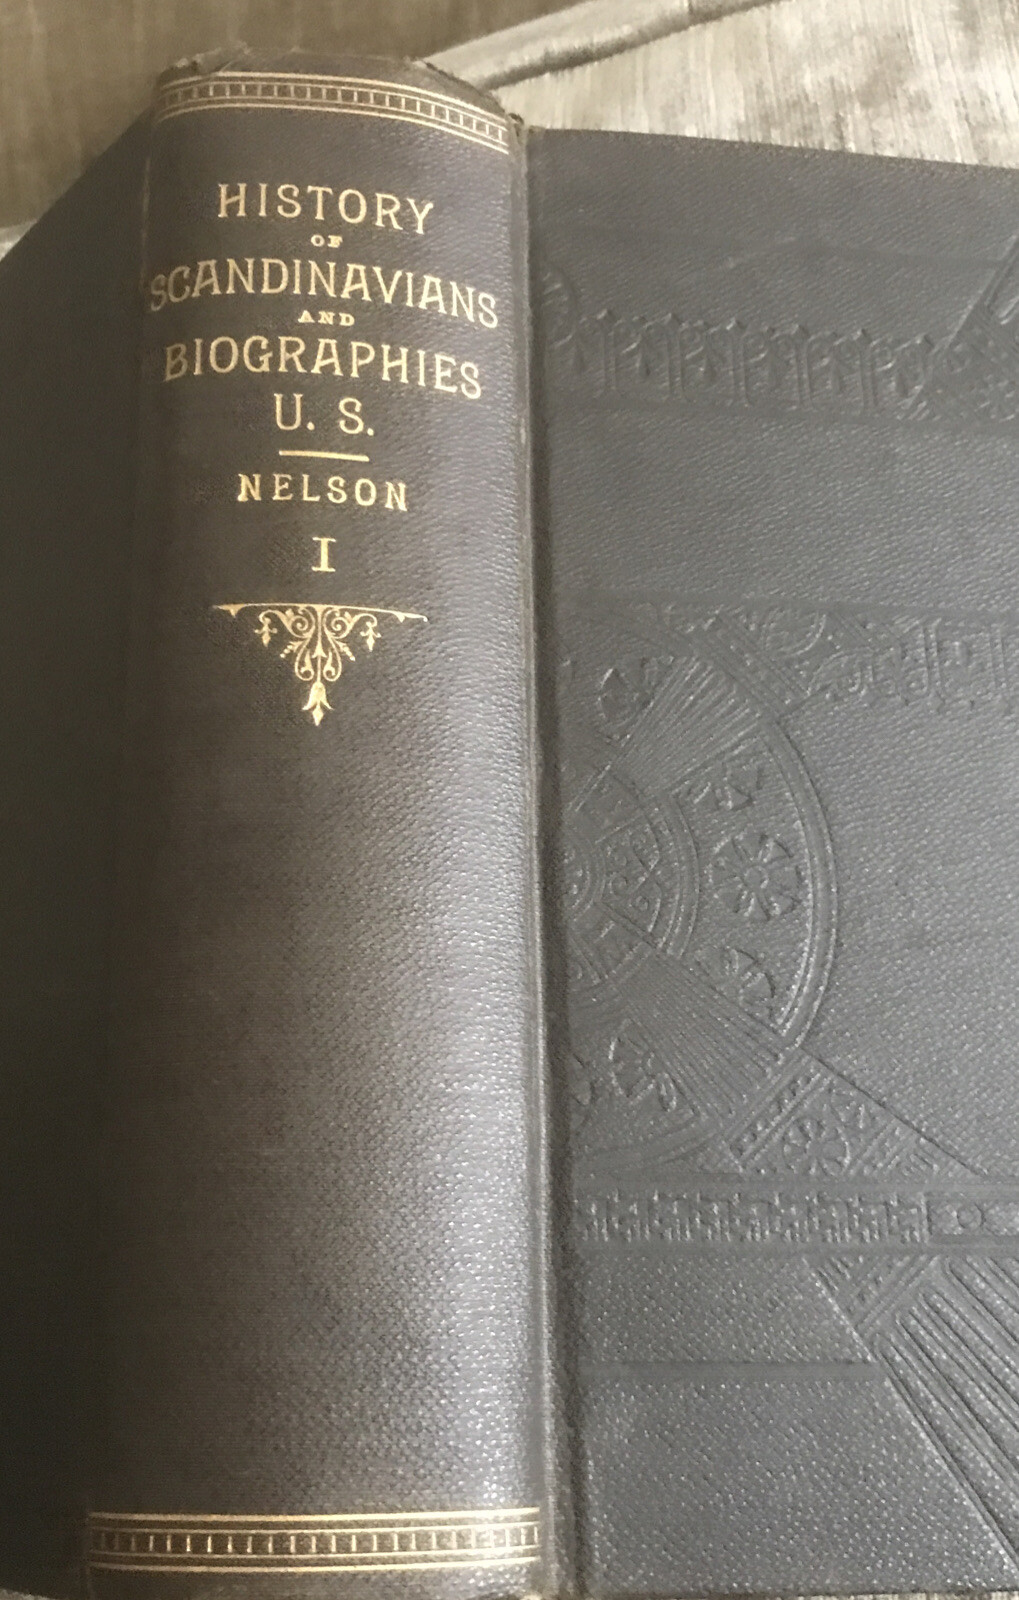 HISTORY
OF
SCANDINAVIANS
AND
BIOGRAPHIES
U. S.
NELSON
I